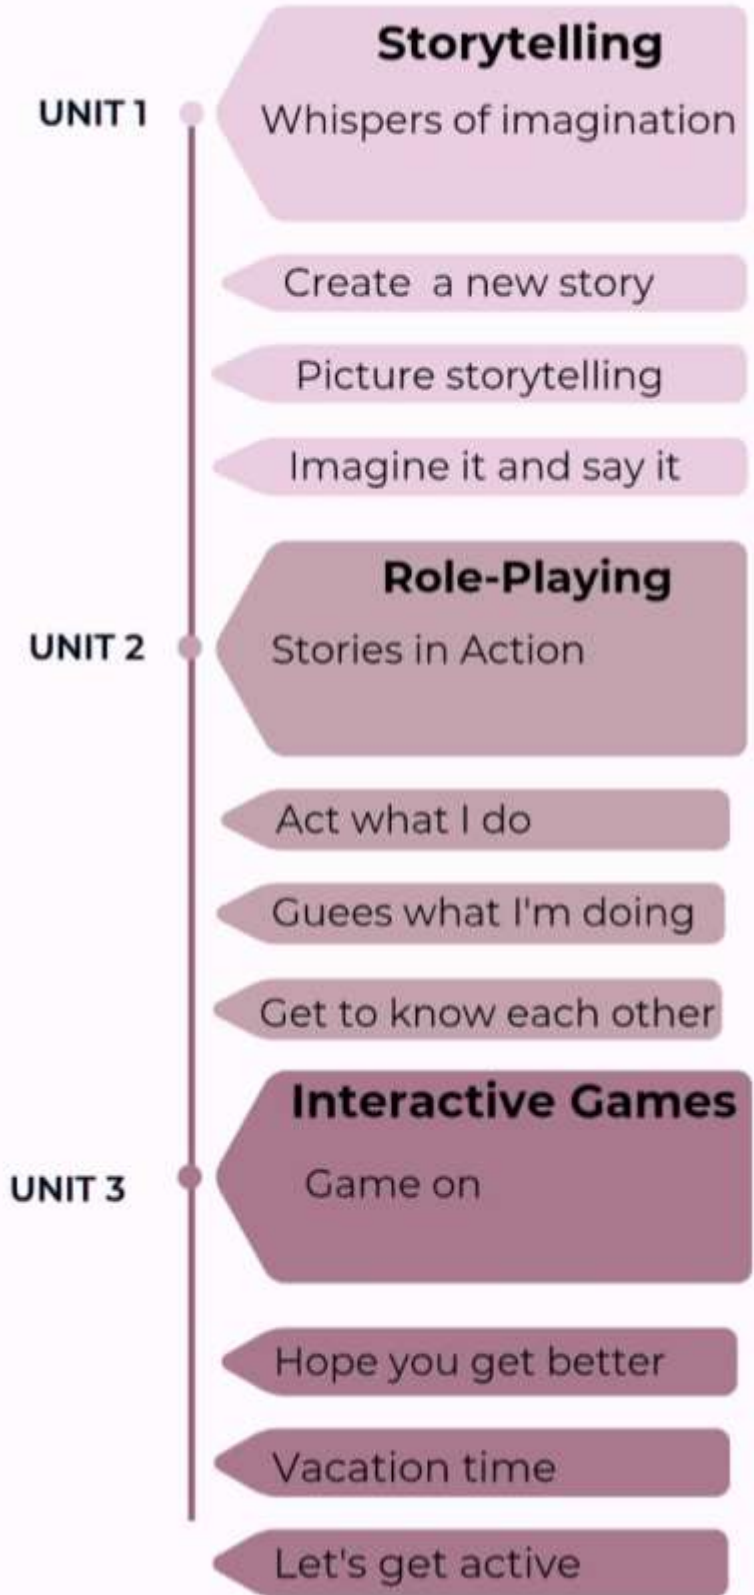 Storytelling
UNIT 1
Whispers of imagination
Create a new story
Picture storytelling
Imagine it and say it
Role-Playing
UNIT 2
Stories in Action
Act what I do
Guees what I'm doing
Get to know each other
Interactive Games
UNIT 3
Game on
Hope you get better
Vacation time
Let's get active